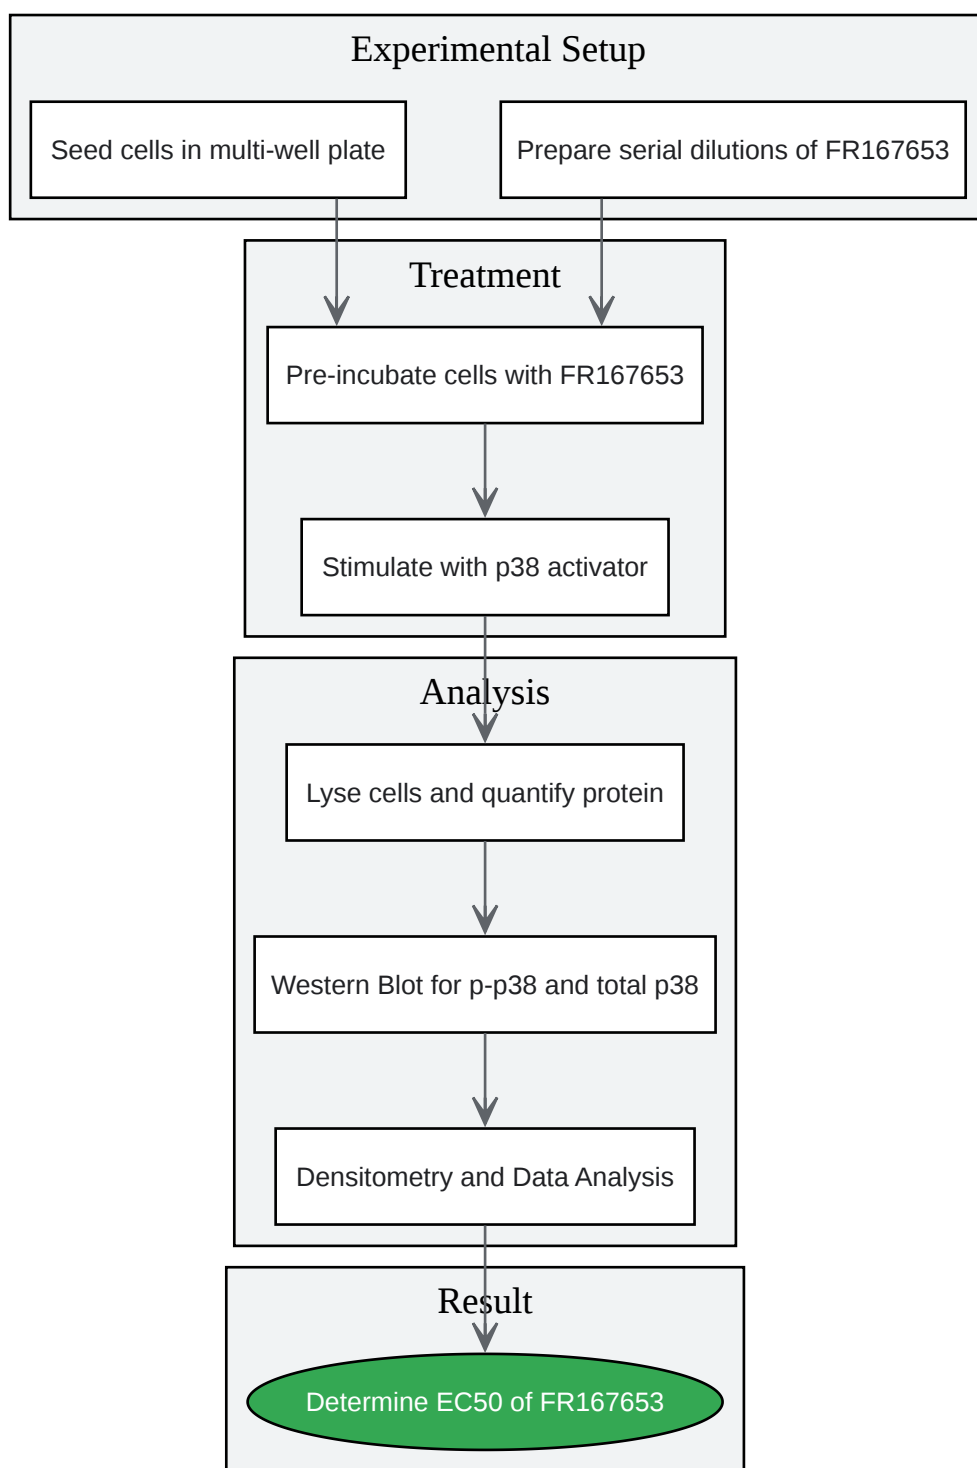 Experimental Setup
Seed cells in multi-well plate
Prepare serial dilutions of FR167653
Treatment
Pre-incubate cells with FR167653
Stimulate with p38 activator
Analysis
Lyse cells and quantify protein
Western Blot for p-p38 and total p38
Densitometry and Data Analysis
Result
Determine EC50 of FR167653